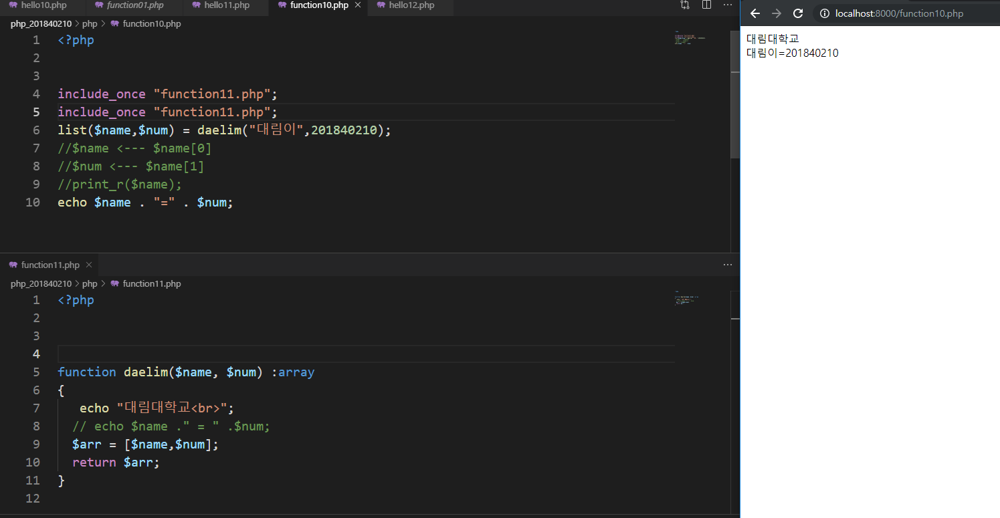 hello10.php function01.php hello11.php function10.php hello12.php
php_201840210 > php > function10.php
1 <?php
2
3
4 include_once "function11.php";
5 include_once "function11.php";
6 list($name,$num) = daelim("대림이",201840210);
7 //$name <--- $name[0]
8 //$num <--- $name[1]
9 //print_r($name);
10 echo $name . "=" . $num;
function11.php
php_201840210 > php > function11.php
1 <?php
2
3
4
5 function daelim($name, $num) :array
6 {
7 echo "대림대학교<br>";
8 // echo $name ." = " .$num;
9 $arr = [$name,$num];
10 return $arr;
11 }
12
localhost:8000/function10.php
대림대학교
대림이=201840210